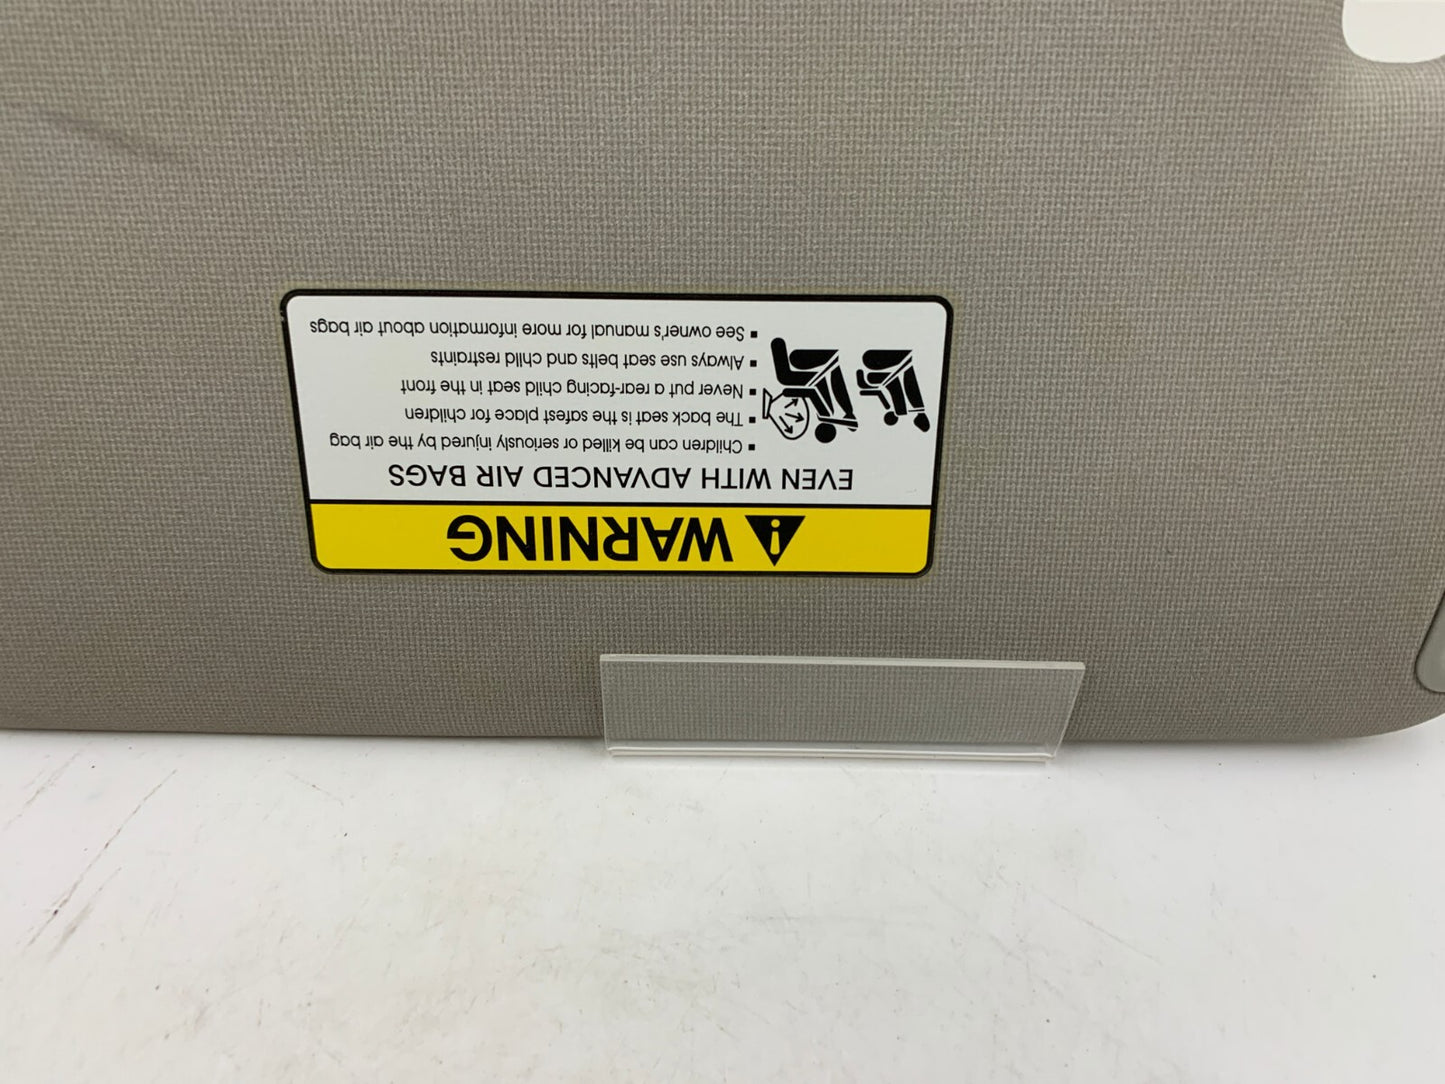 WARNING
EVEN WITH ADVANCED AIR BAGS
▪ Children can be killed or seriously injured by the air bag
▪ The back seat is the safest place for children
▪ Never put a rear-facing child seat in the front
▪ Always use seat belts and child restraints
▪ See owner's manual for more information about air bags